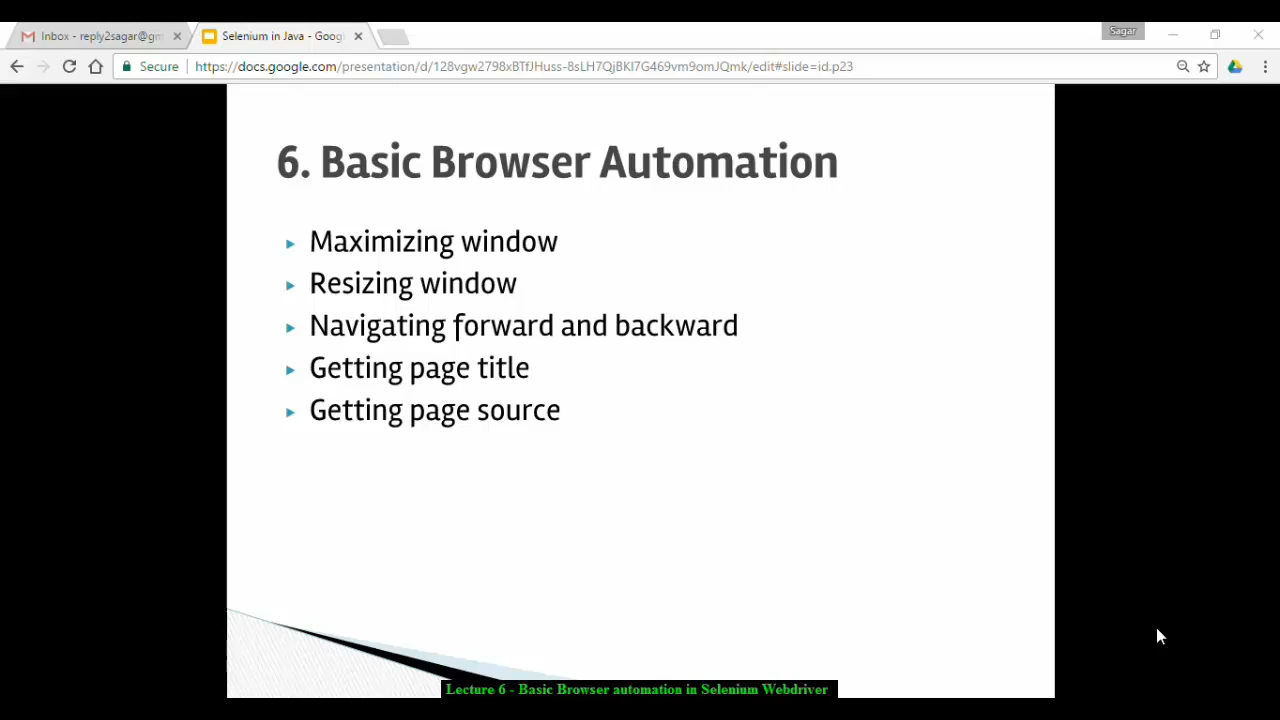 Inbox - reply2sagar@gm
Selenium in Java - Goog
Sagar
Secure
https://docs.google.com/presentation/d/128vgw2798xBTfJHuss-8sLH7QjBKI7G469vm9omJQmk/edit#slide=id.p23
6. Basic Browser Automation
Maximizing window
Resizing window
Navigating forward and backward
Getting page title
Getting page source
Lecture 6 - Basic Browser automation in Selenium Webdriver